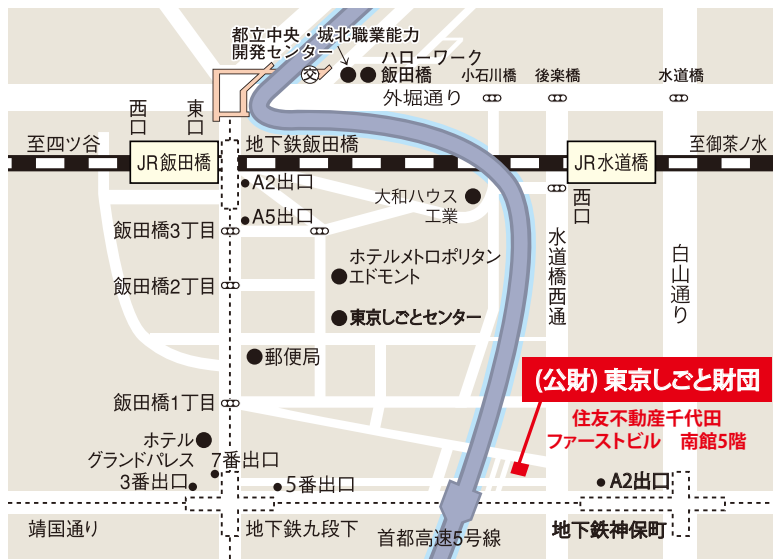 都立中央・城北職業能力
開発センター
交
ハローワーク
飯田橋
小石川橋
後楽橋
水道橋
外堀通り
西口
東口
至四ツ谷
地下鉄飯田橋
至御茶ノ水
JR飯田橋
JR水道橋
A2出口
大和ハウス
工業
西口
A5出口
飯田橋3丁目
水道橋西通
白山通り
ホテルメトロポリタン
エドモント
飯田橋2丁目
東京しごとセンター
郵便局
(公財) 東京しごと財団
飯田橋1丁目
住友不動産千代田
ファーストビル 南館5階
ホテル
グランドパレス
7番出口
3番出口
5番出口
A2出口
靖国通り
地下鉄九段下
首都高速5号線
地下鉄神保町